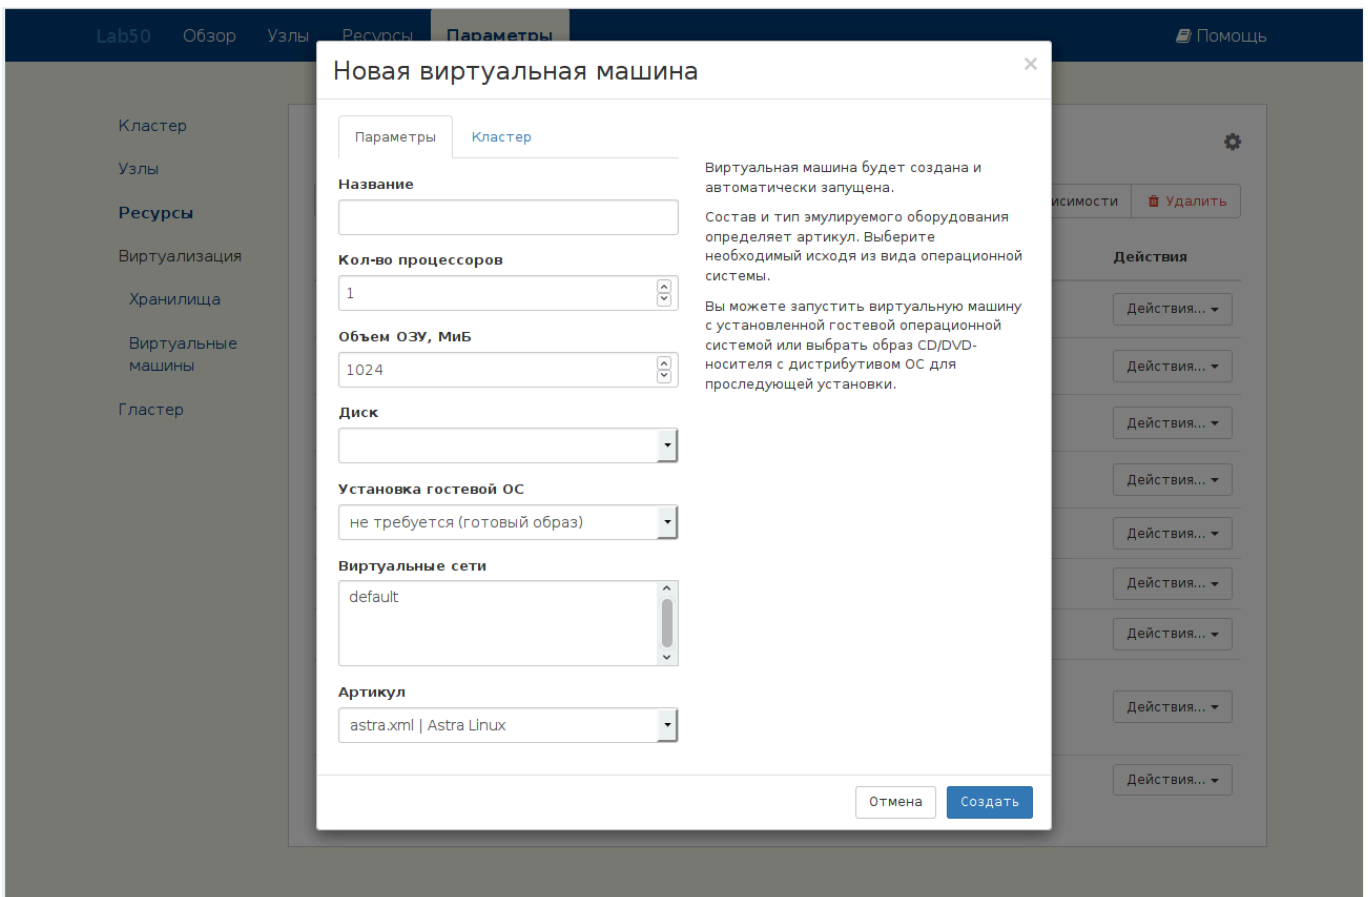 Lab50 Обзор Узлы Ресурсы Параметры Помощь
Новая виртуальная машина ×
Кластер
Узлы
Ресурсы
Виртуализация
Хранилища
Виртуальные
машины
Гластер
Параметры Кластер
Название
Кол-во процессоров
1
Объем ОЗУ, МиБ
1024
Диск
Установка гостевой ОС
не требуется (готовый образ)
Виртуальные сети
default
Артикул
astra.xml | Astra Linux
Виртуальная машина будет создана и
автоматически запущена.
Состав и тип эмулируемого оборудования
определяет артикул. Выберите
необходимый исходя из вида операционной
системы.
Вы можете запустить виртуальную машину
с установленной гостевой операционной
системой или выбрать образ CD/DVD-
носителя с дистрибутивом ОС для
проследующей установки.
Отмена Создать
исимости Удалить
Действия
Действия...
Действия...
Действия...
Действия...
Действия...
Действия...
Действия...
Действия...
Действия...